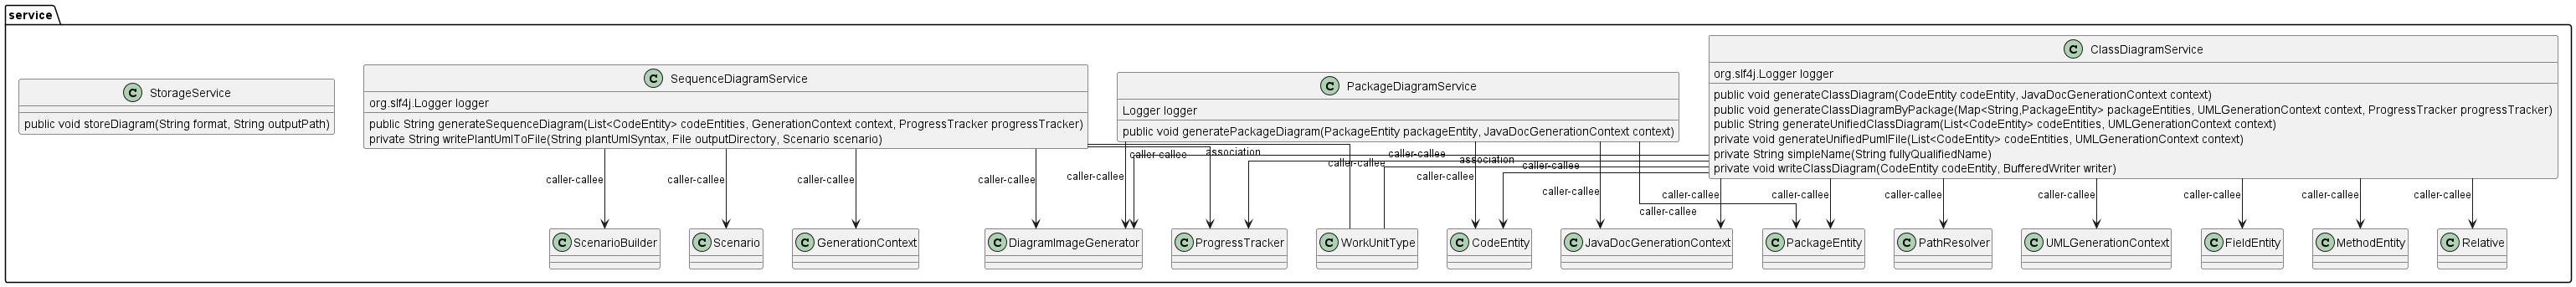 service
C ClassDiagramService
org.slf4j.Logger logger
public void generateClassDiagram(CodeEntity codeEntity, JavaDocGenerationContext context)
public void generateClassDiagramByPackage(Map<String,PackageEntity> packageEntities, UMLGenerationContext context, ProgressTracker progressTracker)
public String generateUnifiedClassDiagram(List<CodeEntity> codeEntities, UMLGenerationContext context)
private void generateUnifiedPumlFile(List<CodeEntity> codeEntities, UMLGenerationContext context)
private String simpleName(String fullyQualifiedName)
private void writeClassDiagram(CodeEntity codeEntity, BufferedWriter writer)
C StorageService
public void storeDiagram(String format, String outputPath)
C SequenceDiagramService
org.slf4j.Logger logger
public String generateSequenceDiagram(List<CodeEntity> codeEntities, GenerationContext context, ProgressTracker progressTracker)
private String writePlantUmlToFile(String plantUmlSyntax, File outputDirectory, Scenario scenario)
C PackageDiagramService
Logger logger
public void generatePackageDiagram(PackageEntity packageEntity, JavaDocGenerationContext context)
caller-callee
caller-callee
caller-callee
caller-callee
caller-callee
caller-callee
association
caller-callee
caller-callee
caller-callee
association
caller-callee
caller-callee
caller-callee
caller-callee
caller-callee
caller-callee
caller-callee
caller-callee
caller-callee
caller-callee
C ScenarioBuilder
C Scenario
C GenerationContext
C DiagramImageGenerator
C ProgressTracker
C WorkUnitType
C CodeEntity
C JavaDocGenerationContext
C PackageEntity
C PathResolver
C UMLGenerationContext
C FieldEntity
C MethodEntity
C Relative